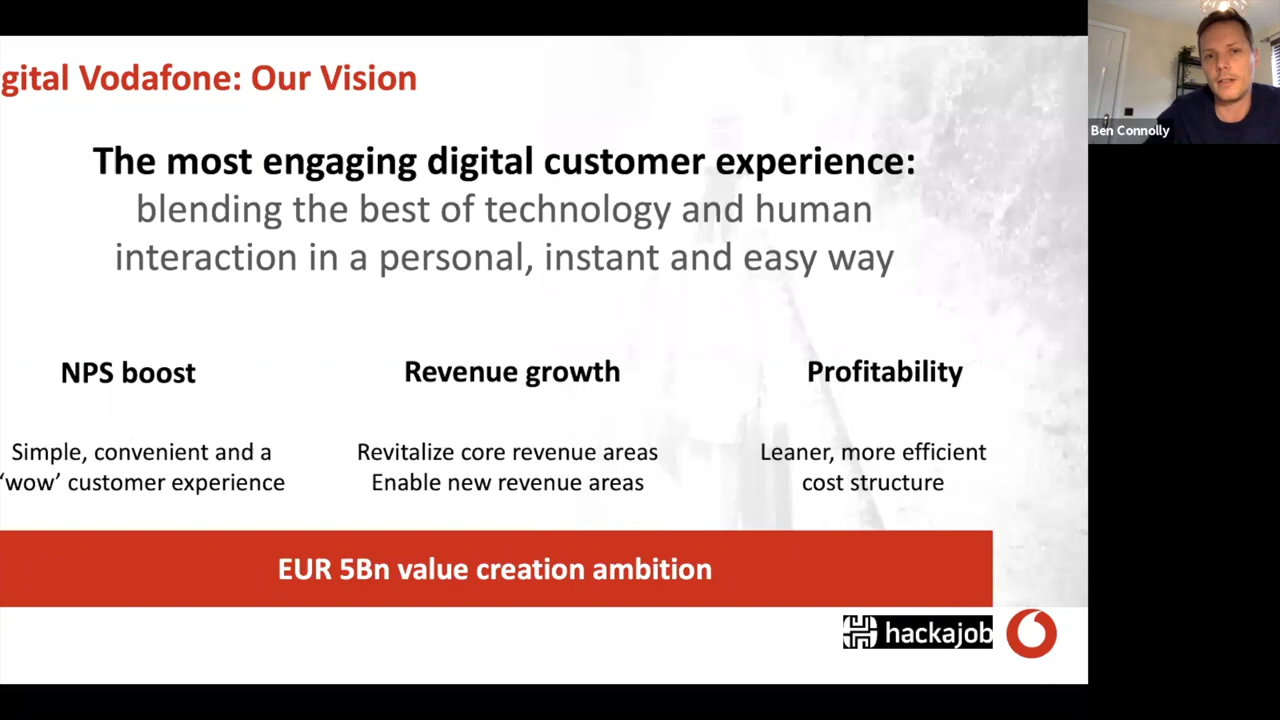 gital Vodafone: Our Vision
The most engaging digital customer experience:
blending the best of technology and human
interaction in a personal, instant and easy way
NPS boost
Simple, convenient and a
‘wow’ customer experience
Revenue growth
Revitalize core revenue areas
Enable new revenue areas
Profitability
Leaner, more efficient
cost structure
EUR 5Bn value creation ambition
hackajob
Ben Connolly